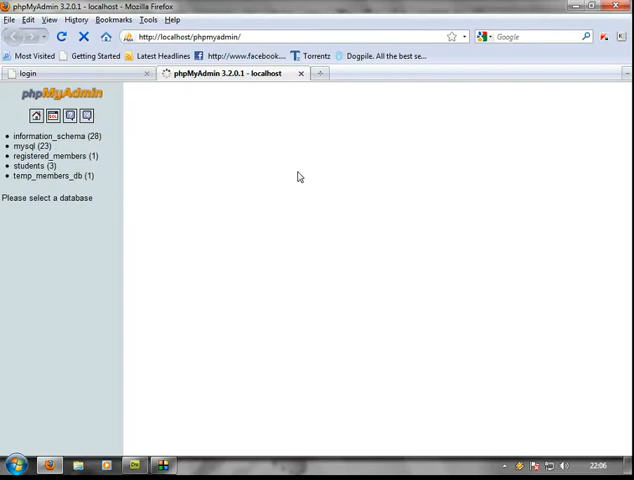 phpMyAdmin 3.2.0.1 - localhost - Mozilla Firefox
File Edit View History Bookmarks Tools Help
http://localhost/phpmyadmin/
Google
Most Visited Getting Started Latest Headlines http://www.facebook.... Torrentz Dogpile. All the best se...
login
phpMyAdmin 3.2.0.1 - localhost
phpMyAdmin
information_schema (28)
mysql (23)
registered_members (1)
students (3)
temp_members_db (1)
Please select a database
22:06